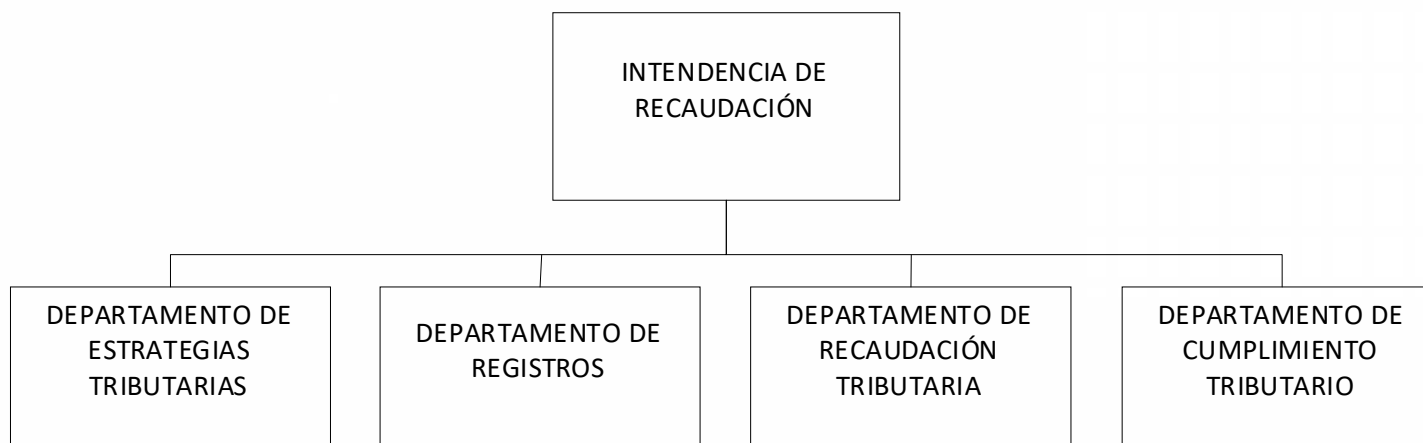 INTENDENCIA DE
RECAUDACIÓN
DEPARTAMENTO DE
ESTRATEGIAS
TRIBUTARIAS
DEPARTAMENTO DE
REGISTROS
DEPARTAMENTO DE
RECAUDACIÓN
TRIBUTARIA
DEPARTAMENTO DE
CUMPLIMIENTO
TRIBUTARIO